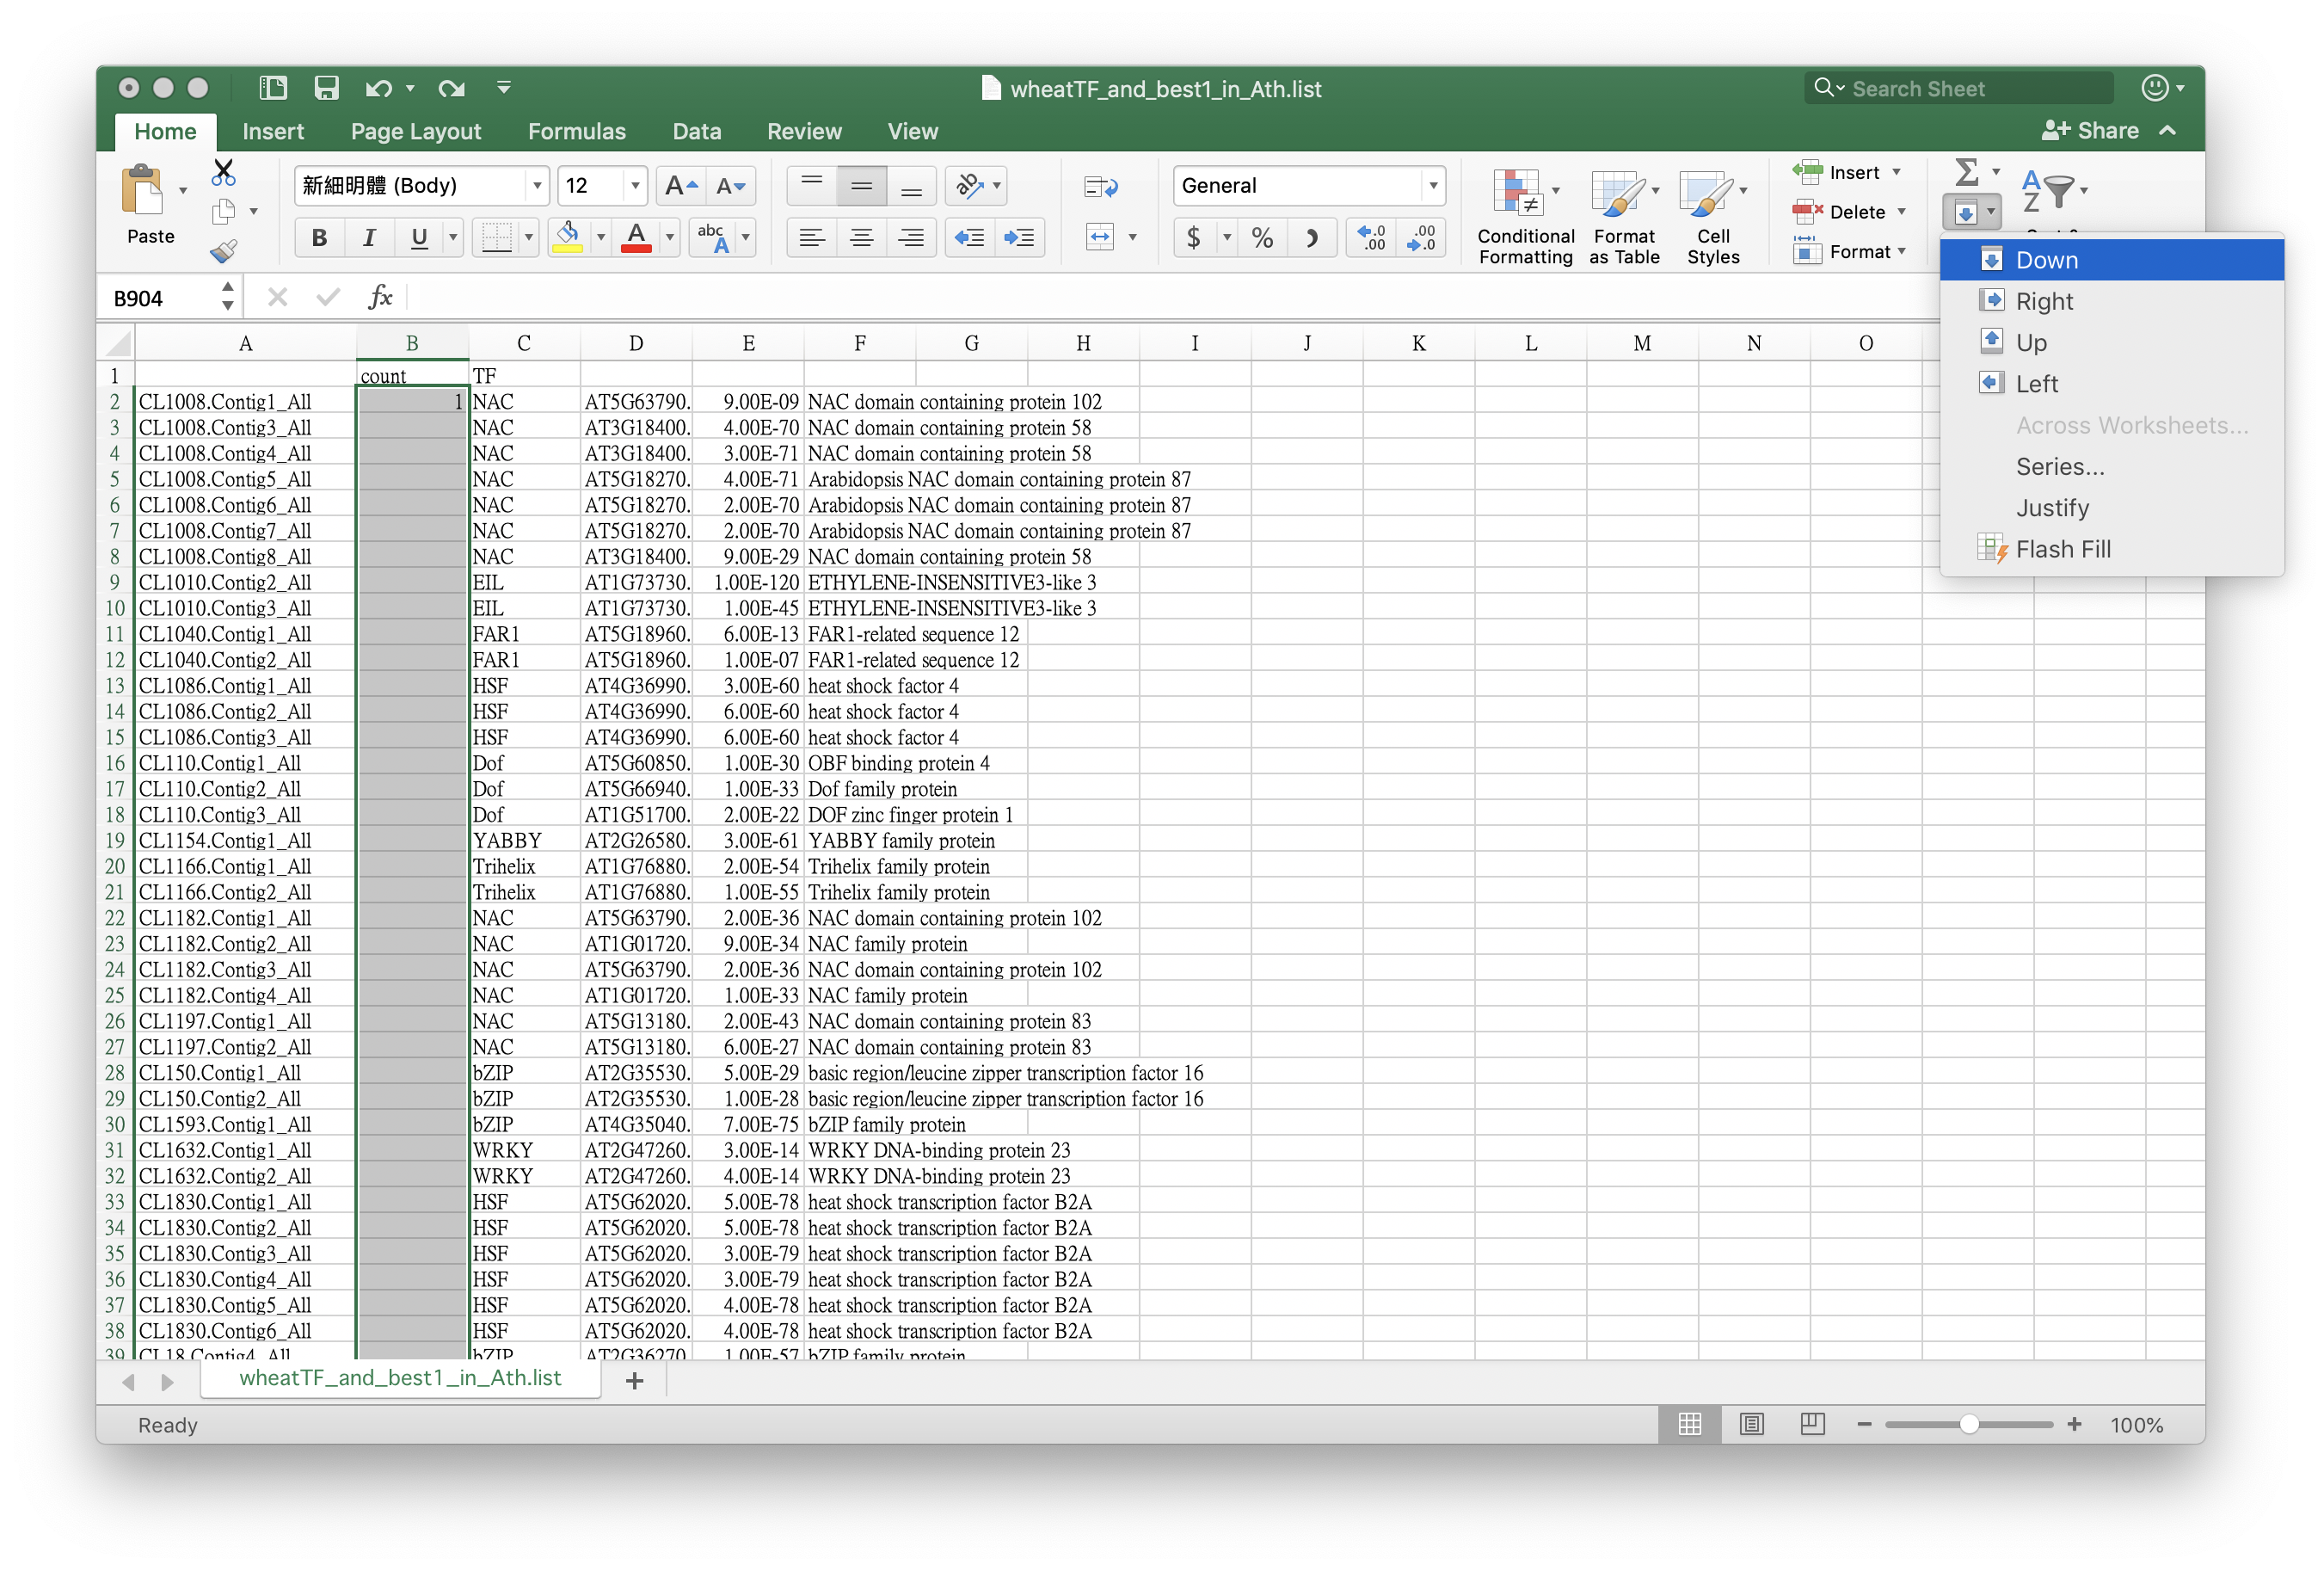 wheatTF_and_best1_in_Ath.list
Search Sheet
Home Insert Page Layout Formulas Data Review View
Share
Paste
新細明體 (Body) 12
A A
B I U A abc A
ab
General
$ % .0 .00 .00 .0
Conditional Formatting
Format as Table
Cell Styles
Insert
Delete
Format
Σ
A Z
Down
Right
Up
Left
Across Worksheets...
Series...
Justify
Flash Fill
B904 fx
A B C D E F G H I J K L M N O
1 count TF
2 CL1008.Contig1_All 1 NAC AT5G63790. 9.00E-09 NAC domain containing protein 102
3 CL1008.Contig3_All NAC AT3G18400. 4.00E-70 NAC domain containing protein 58
4 CL1008.Contig4_All NAC AT3G18400. 3.00E-71 NAC domain containing protein 58
5 CL1008.Contig5_All NAC AT5G18270. 4.00E-71 Arabidopsis NAC domain containing protein 87
6 CL1008.Contig6_All NAC AT5G18270. 2.00E-70 Arabidopsis NAC domain containing protein 87
7 CL1008.Contig7_All NAC AT5G18270. 2.00E-70 Arabidopsis NAC domain containing protein 87
8 CL1008.Contig8_All NAC AT3G18400. 9.00E-29 NAC domain containing protein 58
9 CL1010.Contig2_All EIL AT1G73730. 1.00E-120 ETHYLENE-INSENSITIVE3-like 3
10 CL1010.Contig3_All EIL AT1G73730. 1.00E-45 ETHYLENE-INSENSITIVE3-like 3
11 CL1040.Contig1_All FAR1 AT5G18960. 6.00E-13 FAR1-related sequence 12
12 CL1040.Contig2_All FAR1 AT5G18960. 1.00E-07 FAR1-related sequence 12
13 CL1086.Contig1_All HSF AT4G36990. 3.00E-60 heat shock factor 4
14 CL1086.Contig2_All HSF AT4G36990. 6.00E-60 heat shock factor 4
15 CL1086.Contig3_All HSF AT4G36990. 6.00E-60 heat shock factor 4
16 CL110.Contig1_All Dof AT5G60850. 1.00E-30 OBF binding protein 4
17 CL110.Contig2_All Dof AT5G66940. 1.00E-33 Dof family protein
18 CL110.Contig3_All Dof AT1G51700. 2.00E-22 DOF zinc finger protein 1
19 CL1154.Contig1_All YABBY AT2G26580. 3.00E-61 YABBY family protein
20 CL1166.Contig1_All Trihelix AT1G76880. 2.00E-54 Trihelix family protein
21 CL1166.Contig2_All Trihelix AT1G76880. 1.00E-55 Trihelix family protein
22 CL1182.Contig1_All NAC AT5G63790. 2.00E-36 NAC domain containing protein 102
23 CL1182.Contig2_All NAC AT1G01720. 9.00E-34 NAC family protein
24 CL1182.Contig3_All NAC AT5G63790. 2.00E-36 NAC domain containing protein 102
25 CL1182.Contig4_All NAC AT1G01720. 1.00E-33 NAC family protein
26 CL1197.Contig1_All NAC AT5G13180. 2.00E-43 NAC domain containing protein 83
27 CL1197.Contig2_All NAC AT5G13180. 6.00E-27 NAC domain containing protein 83
28 CL150.Contig1_All bZIP AT2G35530. 5.00E-29 basic region/leucine zipper transcription factor 16
29 CL150.Contig2_All bZIP AT2G35530. 1.00E-28 basic region/leucine zipper transcription factor 16
30 CL1593.Contig1_All bZIP AT4G35040. 7.00E-75 bZIP family protein
31 CL1632.Contig1_All WRKY AT2G47260. 3.00E-14 WRKY DNA-binding protein 23
32 CL1632.Contig2_All WRKY AT2G47260. 4.00E-14 WRKY DNA-binding protein 23
33 CL1830.Contig1_All HSF AT5G62020. 5.00E-78 heat shock transcription factor B2A
34 CL1830.Contig2_All HSF AT5G62020. 5.00E-78 heat shock transcription factor B2A
35 CL1830.Contig3_All HSF AT5G62020. 3.00E-79 heat shock transcription factor B2A
36 CL1830.Contig4_All HSF AT5G62020. 3.00E-79 heat shock transcription factor B2A
37 CL1830.Contig5_All HSF AT5G62020. 4.00E-78 heat shock transcription factor B2A
38 CL1830.Contig6_All HSF AT5G62020. 4.00E-78 heat shock transcription factor B2A
39 CL18.Contig4_All bZIP AT2G36270 1.00E-57 bZIP family protein
wheatTF_and_best1_in_Ath.list
Ready 100%